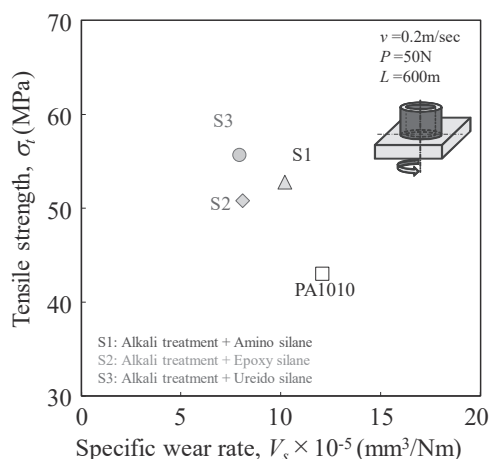 70
60
50
40
30
Tensile strength, σt (MPa)
v =0.2m/sec
P =50N
L =600m
S3
S1
S2
PA1010
S1: Alkali treatment + Amino silane
S2: Alkali treatment + Epoxy silane
S3: Alkali treatment + Ureido silane
0 5 10 15 20
Specific wear rate, Vs × 10-5 (mm3/Nm)